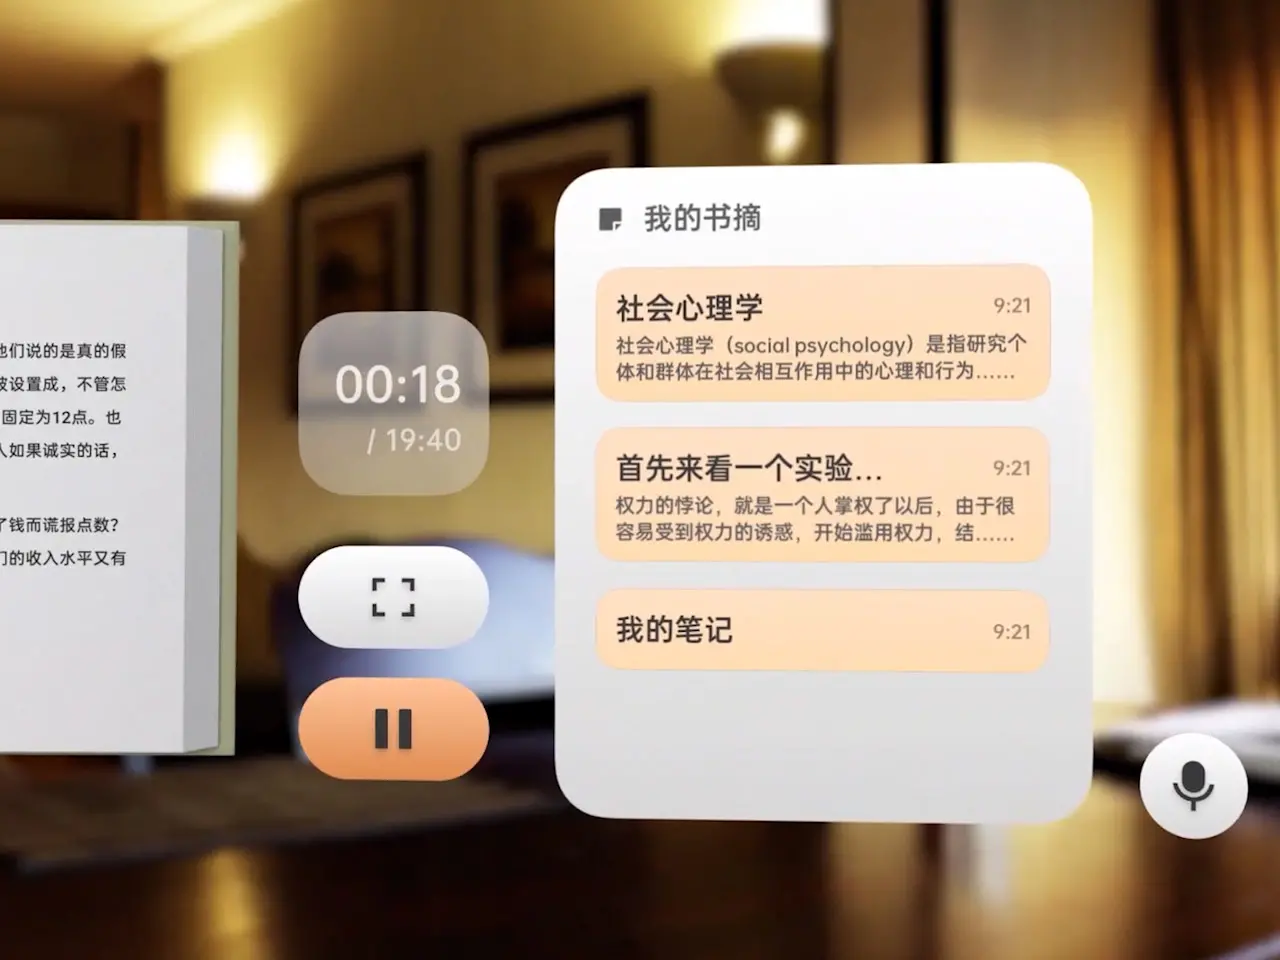 他们说的是真的假
被设置成，不管怎
固定为12点。也
人如果诚实的话，
了钱而谎报点数？
们的收入水平又有
00:18
/ 19:40
我的书摘
社会心理学
9:21
社会心理学（social psychology）是指研究个
体和群体在社会相互作用中的心理和行为……
首先来看一个实验...
9:21
权力的悖论，就是一个人掌权了以后，由于很
容易受到权力的诱惑，开始滥用权力，结……
我的笔记
9:21